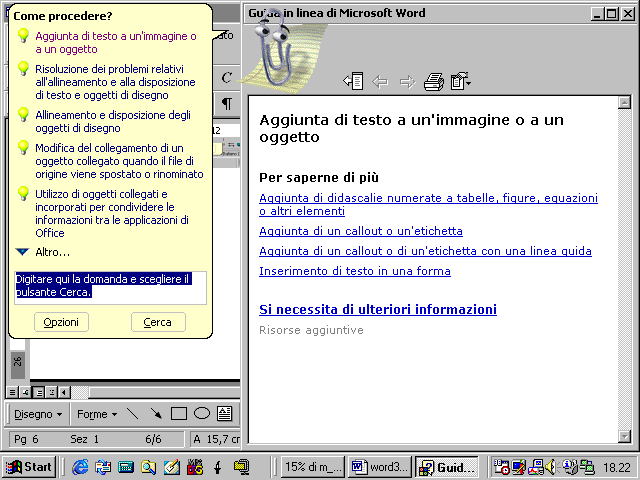 Come procedere?
Aggiunta di testo a un'immagine o a
a un oggetto
Risoluzione dei problemi relativi
all'allineamento e alla disposizione
di testo e oggetti di disegno
Allineamento e disposizione degli
oggetti di disegno
Modifica del collegamento di un
oggetto collegato quando il file di
origine viene spostato o rinominato
Utilizzo di oggetti collegati e
incorporati per condividere le
informazioni tra le applicazioni di
Office
Altro...
Digitare qui la domanda e scegliere il
pulsante Cerca.
Opzioni
Cerca
C
¶
12
26
Disegno
Forme
Pg 6
Sez 1
6/6
A 15,7 cm
Guida in linea di Microsoft Word
Aggiunta di testo a un'immagine o a un
oggetto
Per saperne di più
Aggiunta di didascalie numerate a tabelle, figure, equazioni
o altri elementi
Aggiunta di un callout o un'etichetta
Aggiunta di un callout o di un'etichetta con una linea guida
Inserimento di testo in una forma
Si necessita di ulteriori informazioni
Risorse aggiuntive
Start
15% di m_...
word3...
Guid...
18.22